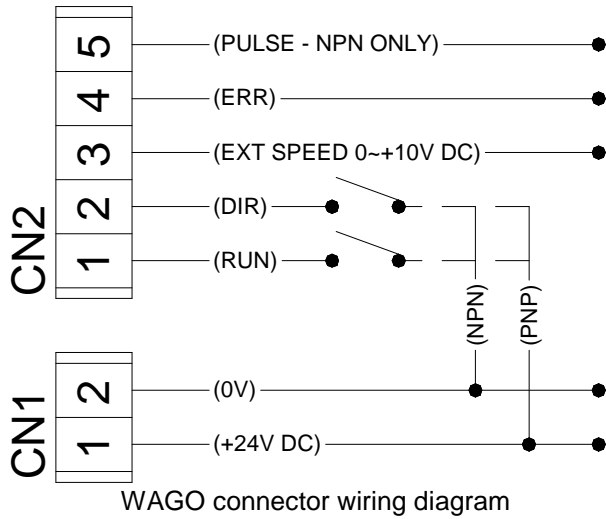 CN2
5 (PULSE - NPN ONLY)
4 (ERR)
3 (EXT SPEED 0~+10V DC)
2 (DIR)
1 (RUN)
(NPN)
(PNP)
CN1
2 (0V)
1 (+24V DC)
WAGO connector wiring diagram